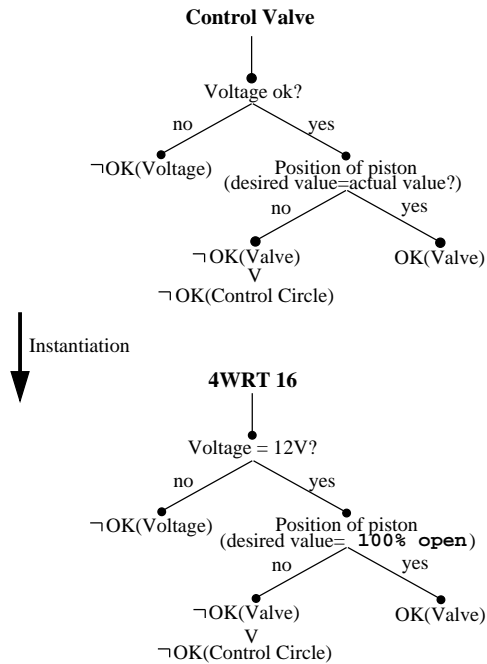 Control Valve
Voltage ok?
no yes
¬OK(Voltage) Position of piston
(desired value=actual value?)
no yes
¬OK(Valve) OK(Valve)
V
¬OK(Control Circle)
Instantiation
4WRT 16
Voltage = 12V?
no yes
¬OK(Voltage) Position of piston
(desired value= 100% open)
no yes
¬OK(Valve) OK(Valve)
V
¬OK(Control Circle)